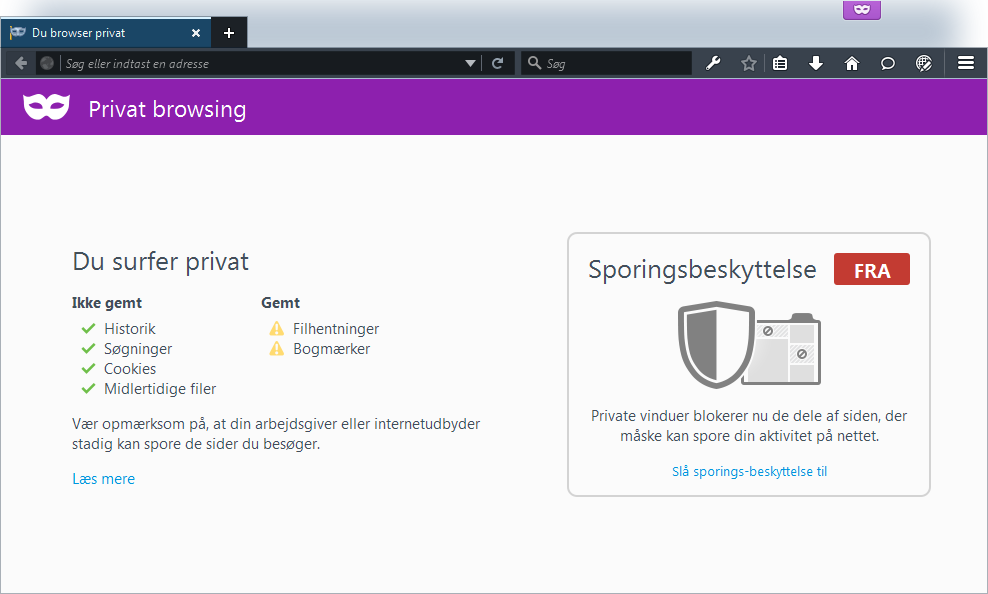 Du browser privat
Søg eller indtast en adresse
Søg
Privat browsing
Du surfer privat
Ikke gemt
Historik
Søgninger
Cookies
Midlertidige filer
Gemt
Filhentninger
Bogmærker
Vær opmærksom på, at din arbejdsgiver eller internetudbyder
stadig kan spore de sider du besøger.
Læs mere
Sporingsbeskyttelse
FRA
Private vinduer blokerer nu de dele af siden, der
måske kan spore din aktivitet på nettet.
Slå sporings-beskyttelse til